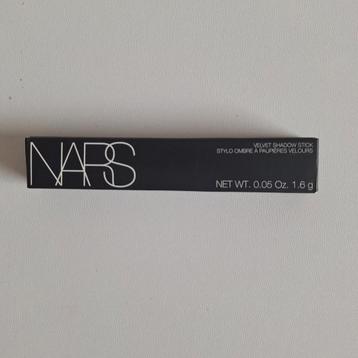 NARS
VELVET SHADOW STICK
STYLO OMBRE À PAUPIÈRES VELOURS
NET WT. 0.05 Oz. 1.6 g